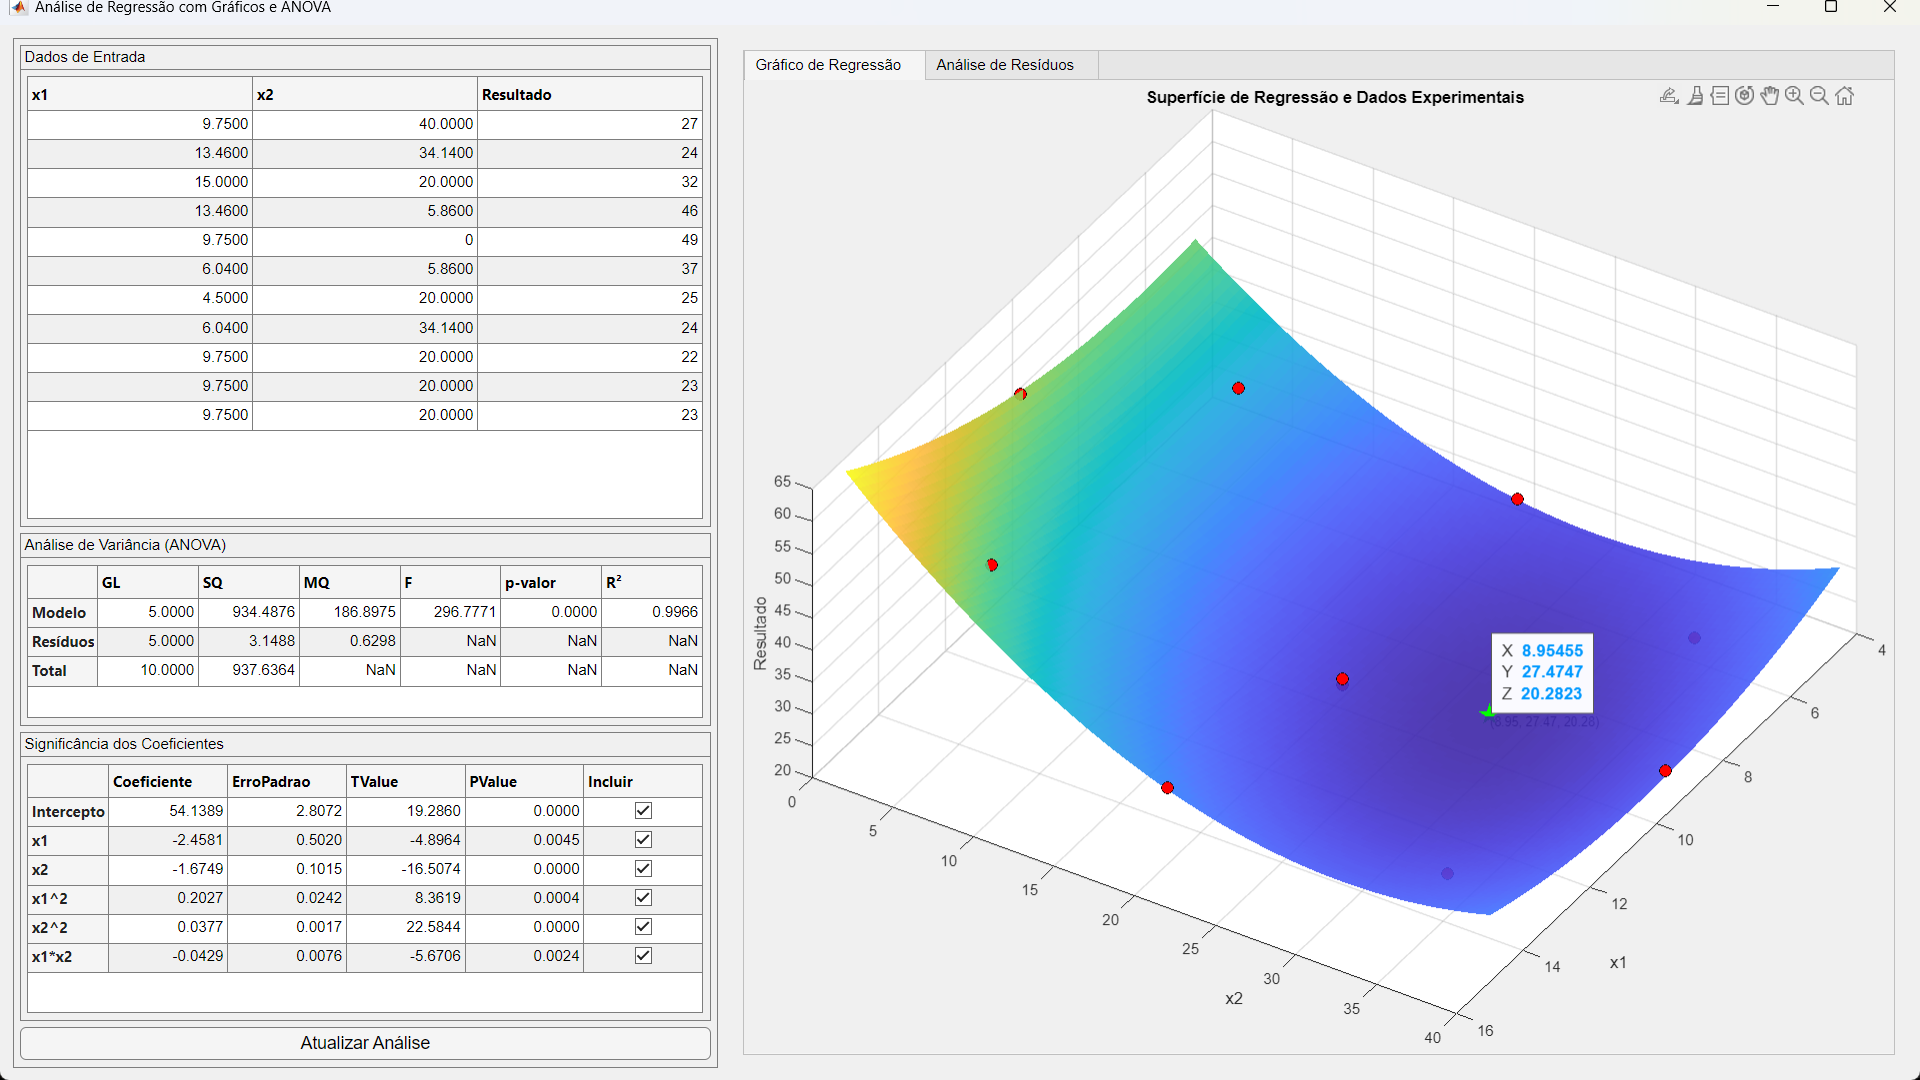 Análise de Regressão com Gráficos e ANOVA
Dados de Entrada
x1 x2 Resultado
9.7500 40.0000 27
13.4600 34.1400 24
15.0000 20.0000 32
13.4600 5.8600 46
9.7500 0 49
6.0400 5.8600 37
4.5000 20.0000 25
6.0400 34.1400 24
9.7500 20.0000 22
9.7500 20.0000 23
9.7500 20.0000 23
Análise de Variância (ANOVA)
GL SQ MQ F p-valor R²
Modelo 5.0000 934.4876 186.8975 296.7771 0.0000 0.9966
Resíduos 5.0000 3.1488 0.6298 NaN NaN NaN
Total 10.0000 937.6364 NaN NaN NaN NaN
Significância dos Coeficientes
Coeficiente ErroPadrao TValue PValue Incluir
Intercepto 54.1389 2.8072 19.2860 0.0000
x1 -2.4581 0.5020 -4.8964 0.0045
x2 -1.6749 0.1015 -16.5074 0.0000
x1^2 0.2027 0.0242 8.3619 0.0004
x2^2 0.0377 0.0017 22.5844 0.0000
x1*x2 -0.0429 0.0076 -5.6706 0.0024
Atualizar Análise
Gráfico de Regressão
Análise de Resíduos
Superfície de Regressão e Dados Experimentais
65
60
55
50
45
40
35
30
25
20
Resultado
0
5
10
15
20
25
30
35
40
x2
4
6
8
10
12
14
16
x1
X 8.95455
Y 27.4747
Z 20.2823
(8.95, 27.47, 20.28)